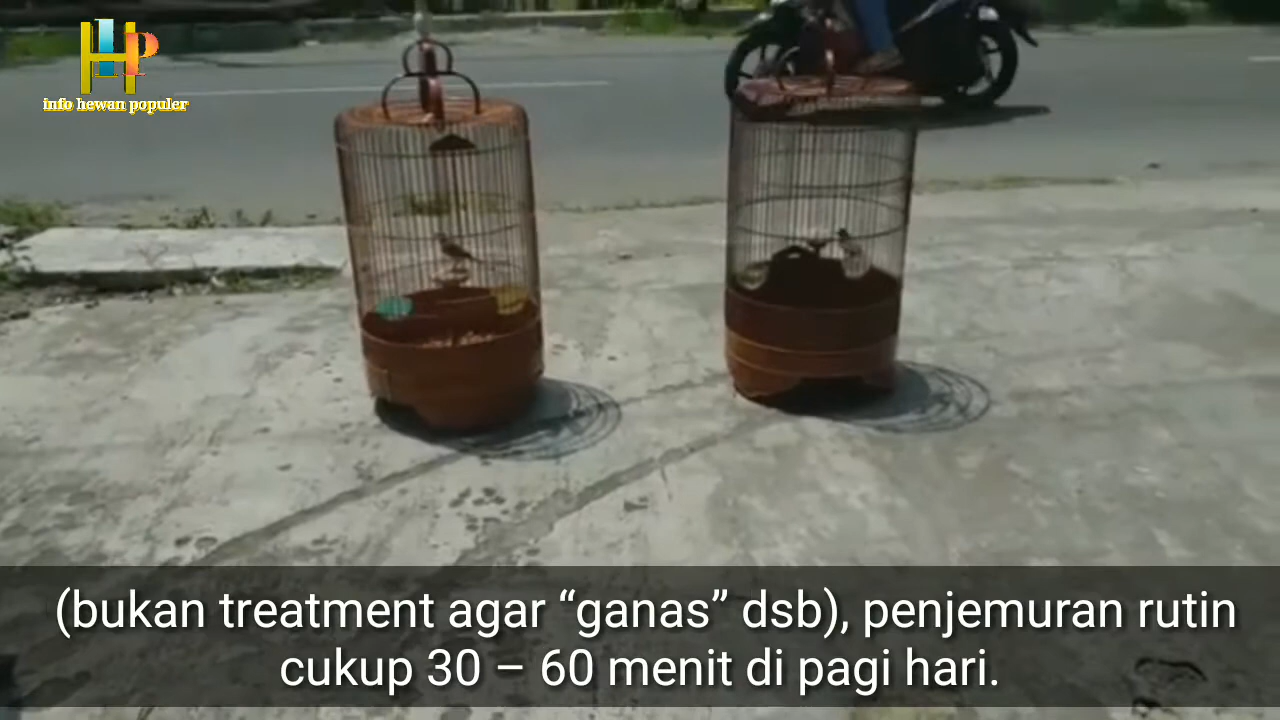 HP
info hewan populer
(bukan treatment agar “ganas” dsb), penjemuran rutin
cukup 30 – 60 menit di pagi hari.